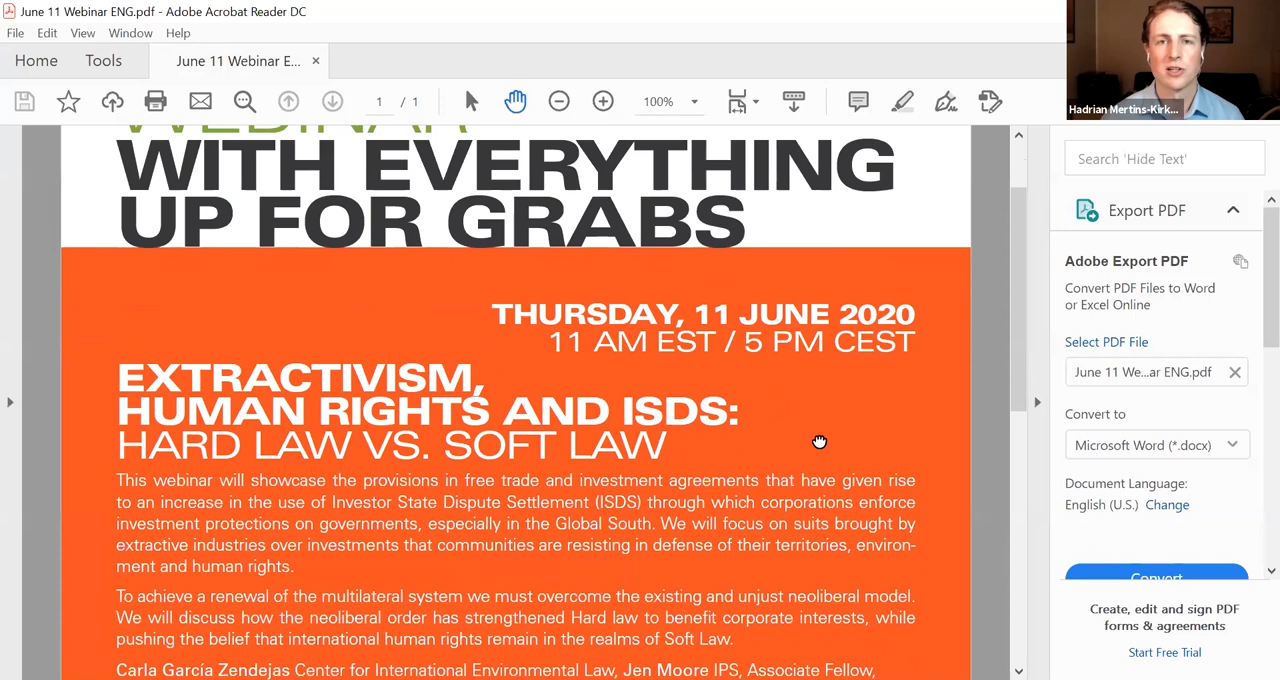 June 11 Webinar ENG.pdf - Adobe Acrobat Reader DC
File Edit View Window Help
Home Tools June 11 Webinar E... ×
1 / 1 100%
Hadrian Mertins-Kirk...
WEBINAR
WITH EVERYTHING
UP FOR GRABS
THURSDAY, 11 JUNE 2020
11 AM EST / 5 PM CEST
EXTRACTIVISM,
HUMAN RIGHTS AND ISDS:
HARD LAW VS. SOFT LAW
This webinar will showcase the provisions in free trade and investment agreements that have given rise
to an increase in the use of Investor State Dispute Settlement (ISDS) through which corporations enforce
investment protections on governments, especially in the Global South. We will focus on suits brought by
extractive industries over investments that communities are resisting in defense of their territories, environ-
ment and human rights.
To achieve a renewal of the multilateral system we must overcome the existing and unjust neoliberal model.
We will discuss how the neoliberal order has strengthened Hard law to benefit corporate interests, while
pushing the belief that international human rights remain in the realms of Soft Law.
Carla García Zendejas Center for International Environmental Law, Jen Moore IPS, Associate Fellow,
Search 'Hide Text'
Export PDF
Adobe Export PDF
Convert PDF Files to Word
or Excel Online
Select PDF File
June 11 We...ar ENG.pdf
Convert to
Microsoft Word (*.docx)
Document Language:
English (U.S.) Change
Convert
Create, edit and sign PDF
forms & agreements
Start Free Trial